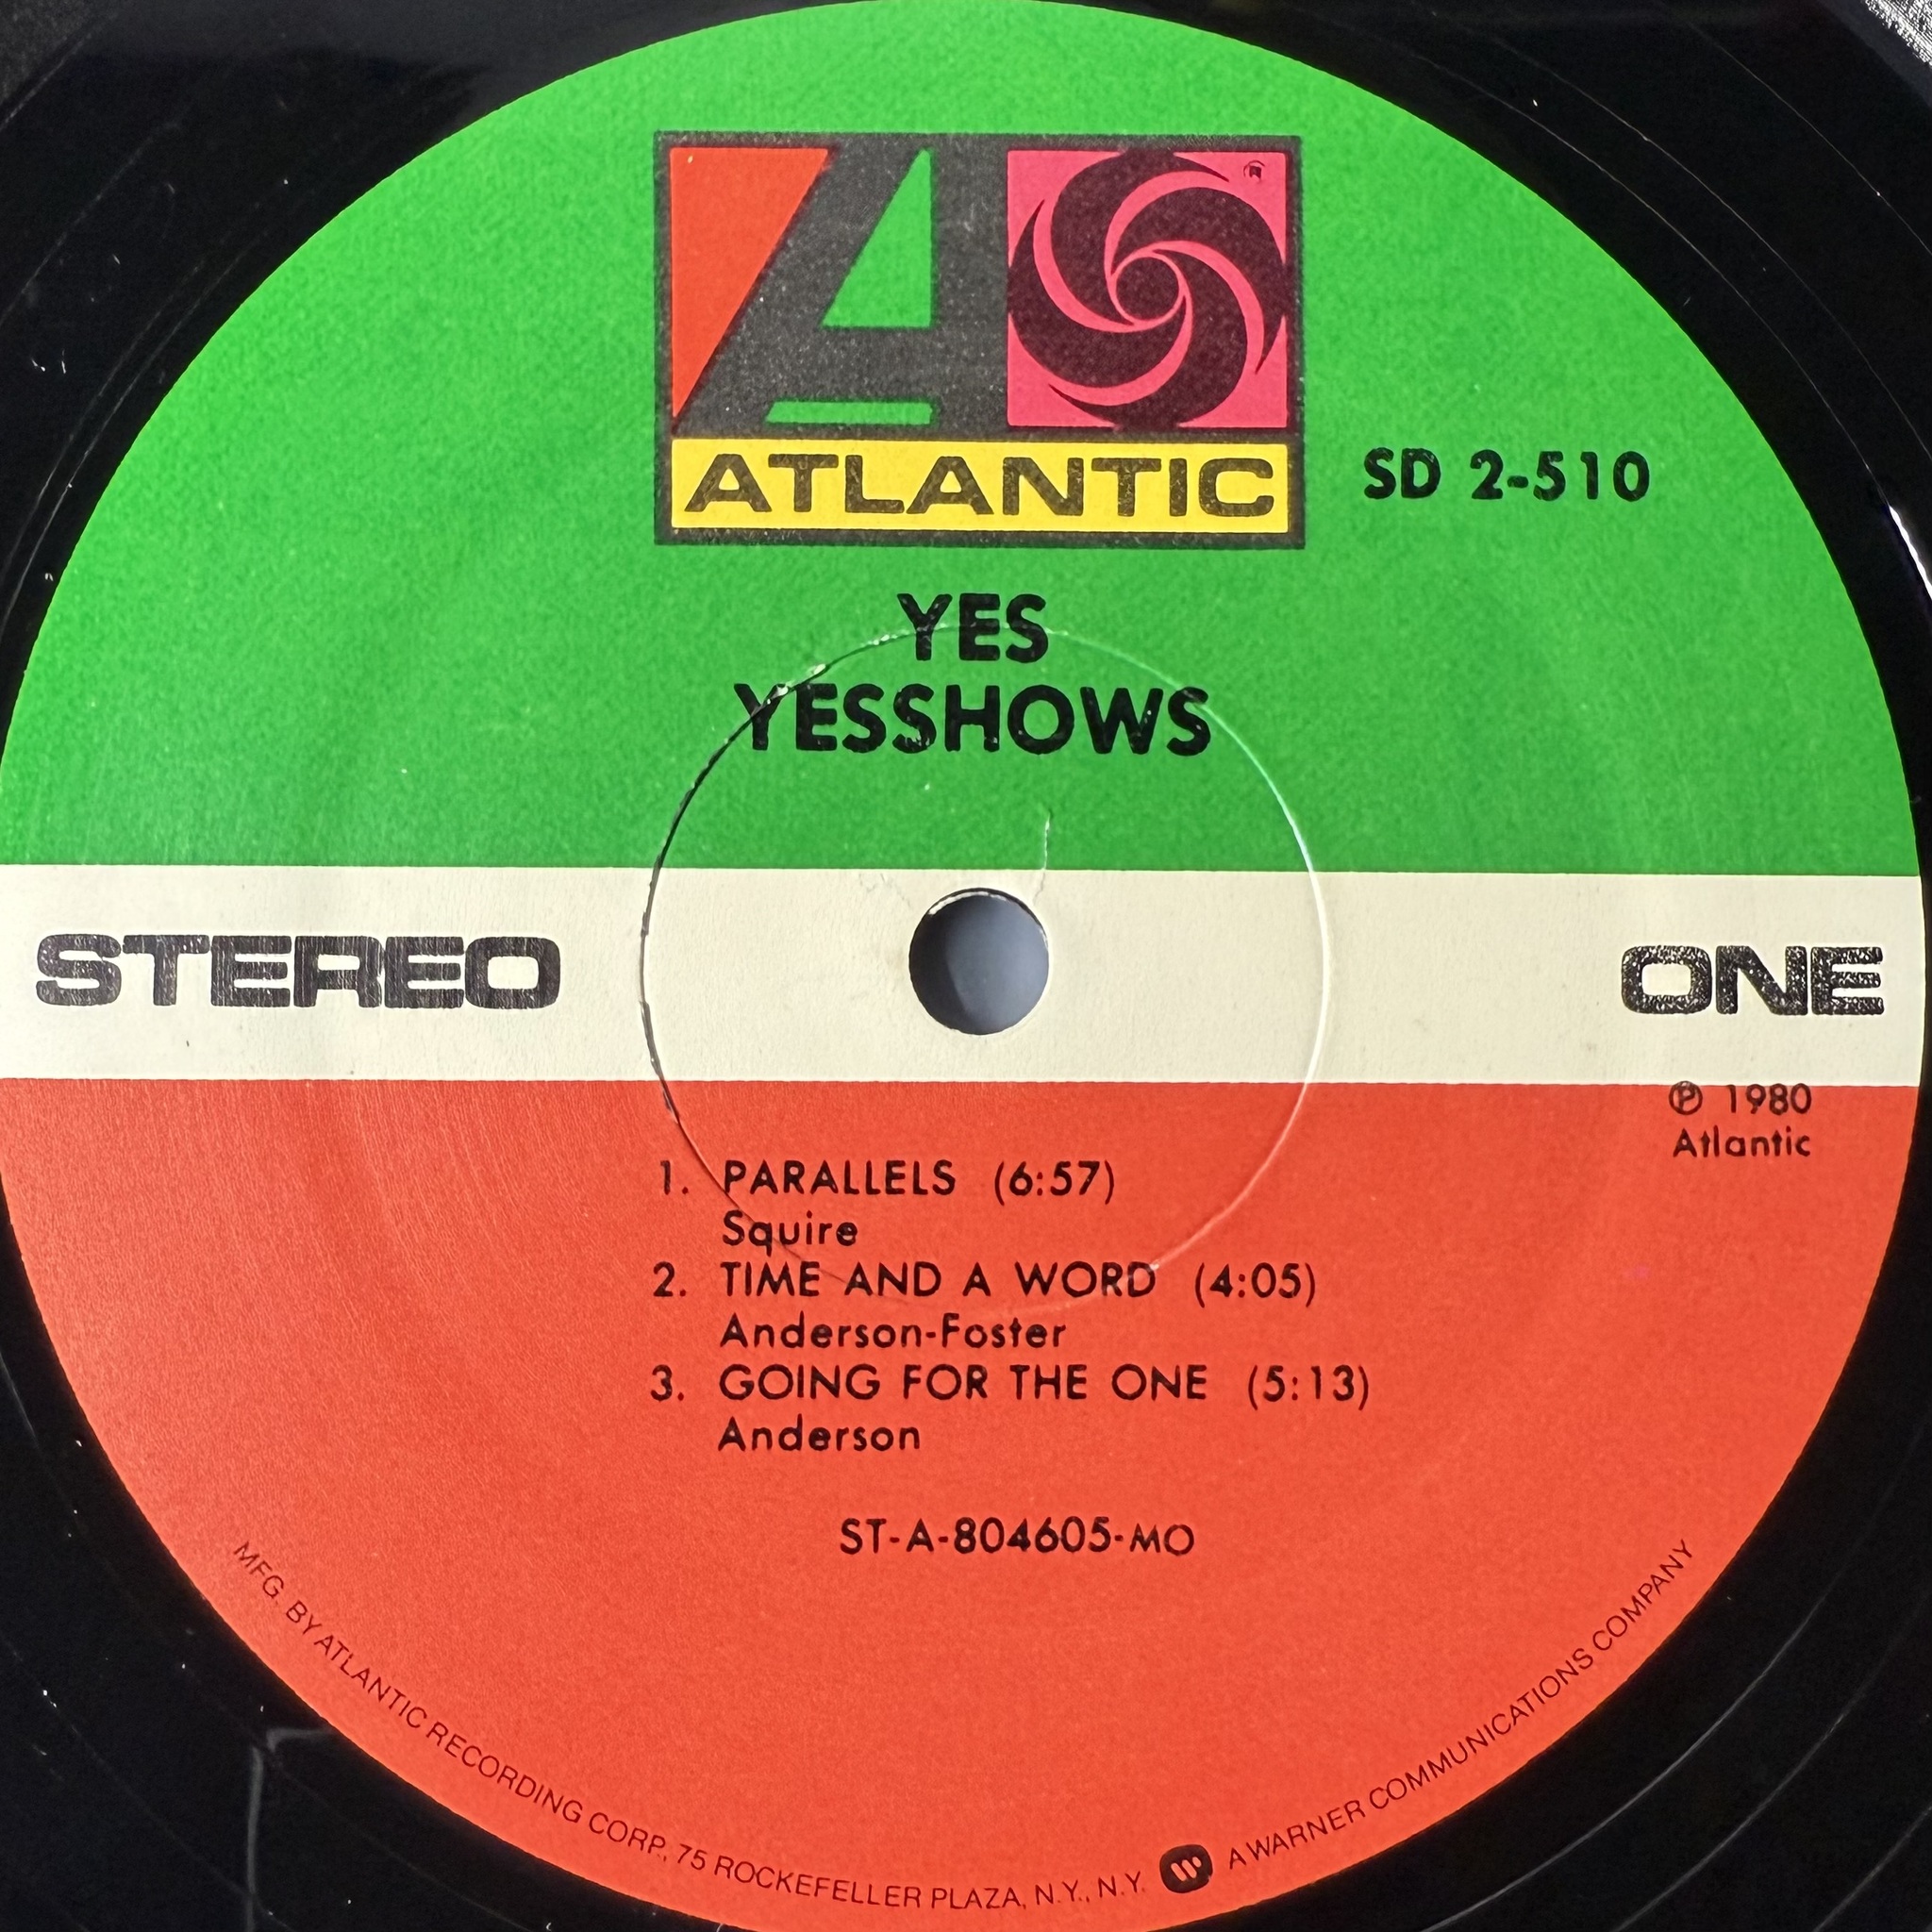 A
®
ATLANTIC
SD 2-510
YES
YESSHOWS
STEREO
ONE
℗ 1980
Atlantic
1. PARALLELS (6:57)
Squire
2. TIME AND A WORD (4:05)
Anderson-Foster
3. GOING FOR THE ONE (5:13)
Anderson
ST-A-804605-MO
MFG. BY ATLANTIC RECORDING CORP., 75 ROCKEFELLER PLAZA, N.Y., N.Y. A WARNER COMMUNICATIONS COMPANY